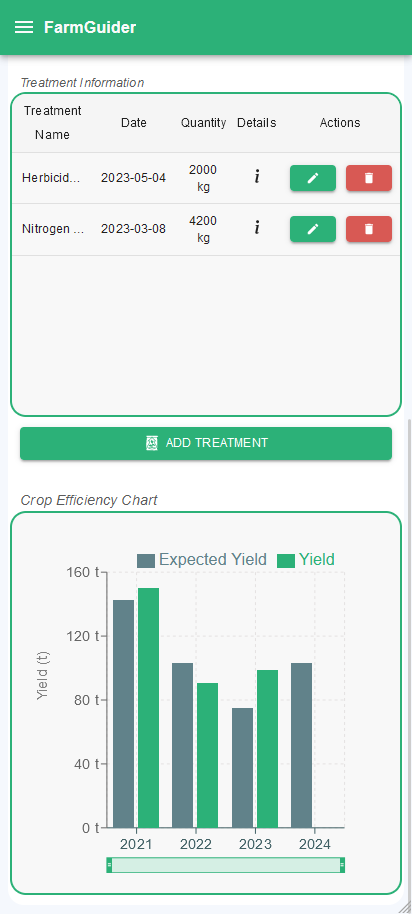 FarmGuider
Treatment Information
Treatment Name Date Quantity Details Actions
Herbicid... 2023-05-04 2000 kg i
Nitrogen ... 2023-03-08 4200 kg i
ADD TREATMENT
Crop Efficiency Chart
Expected Yield Yield
160 t
120 t
80 t
40 t
0 t
Yield (t)
2021 2022 2023 2024